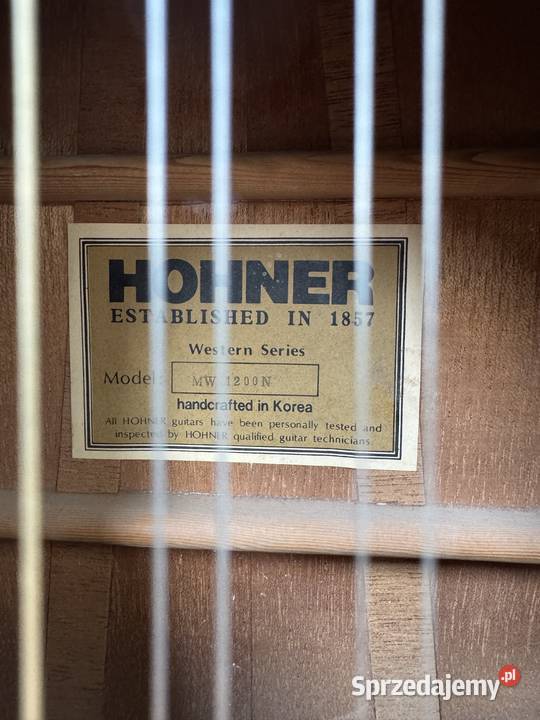 HOHNER
ESTABLISHED IN 1857
Western Series
Model: MW 1200N
handcrafted in Korea
All HOHNER guitars have been personally tested and
inspected by HOHNER qualified guitar technicians.
Sprzedajemy.pl